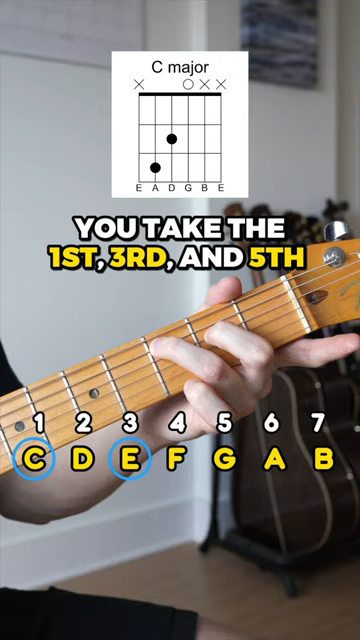 C major
X O X X
E A D G B E
YOU TAKE THE
1ST, 3RD, AND 5TH
1 2 3 4 5 6 7
C D E F G A B